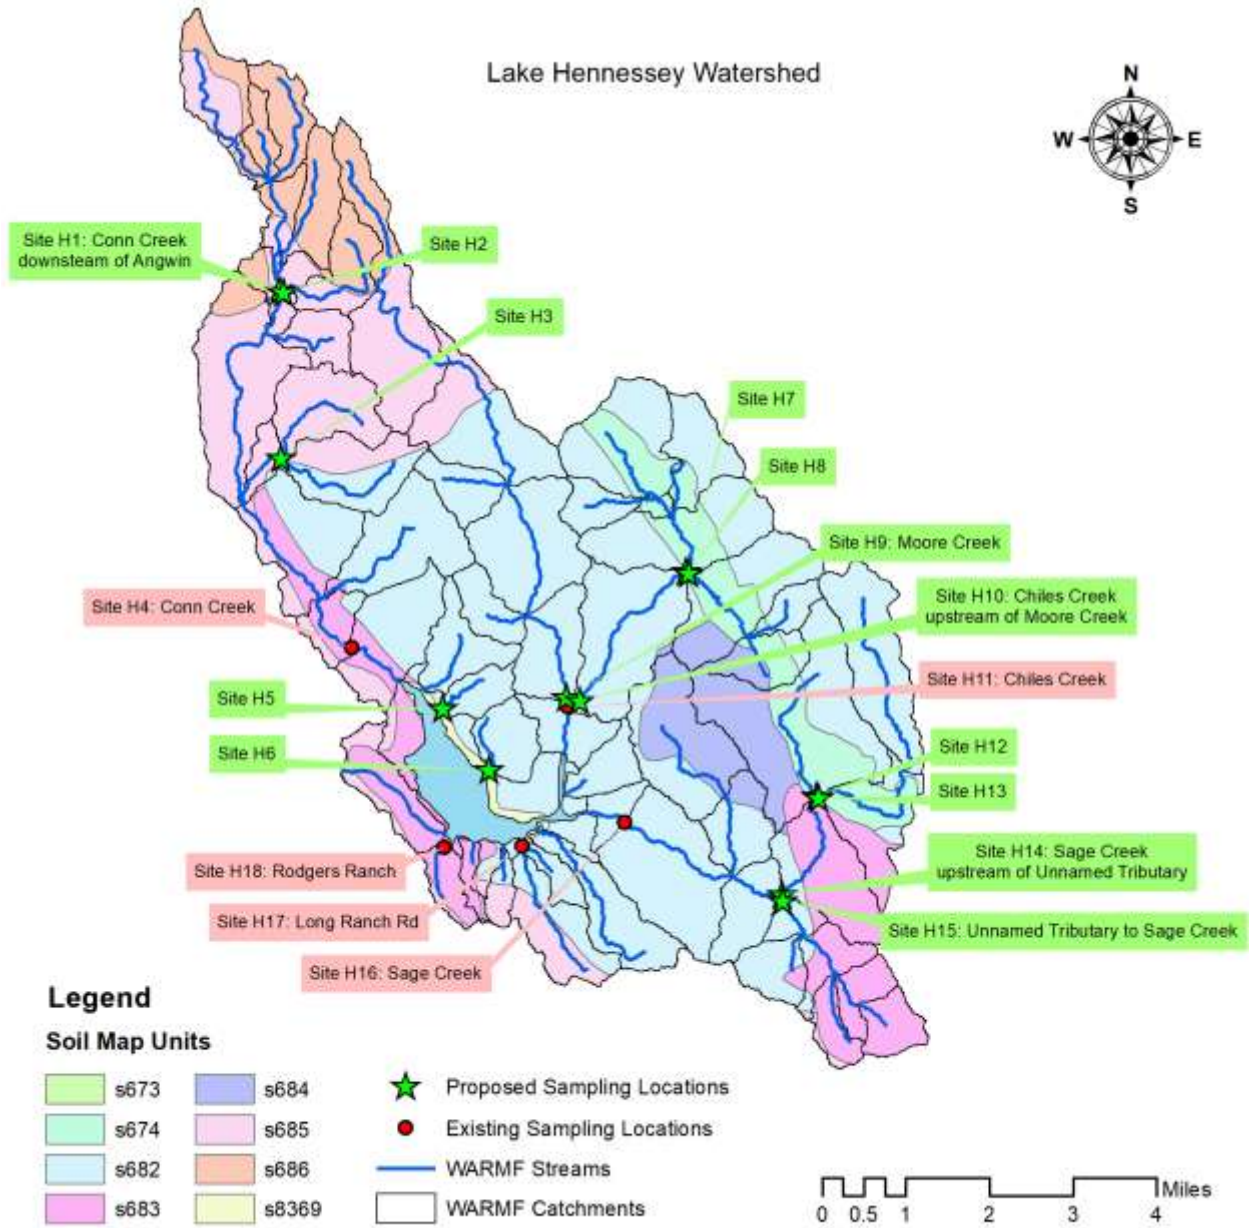 Lake Hennessey Watershed
N
W
E
S
Site H1: Conn Creek
downsteam of Angwin
Site H2
Site H3
Site H7
Site H8
Site H9: Moore Creek
Site H10: Chiles Creek
upstream of Moore Creek
Site H4: Conn Creek
Site H11: Chiles Creek
Site H5
Site H6
Site H12
Site H13
Site H14: Sage Creek
upstream of Unnamed Tributary
Site H18: Rodgers Ranch
Site H17: Long Ranch Rd
Site H15: Unnamed Tributary to Sage Creek
Site H16: Sage Creek
Legend
Soil Map Units
s673
s684
Proposed Sampling Locations
s674
s685
Existing Sampling Locations
s682
s686
WARMF Streams
s683
s8369
WARMF Catchments
Miles
0 0.5 1 2 3 4